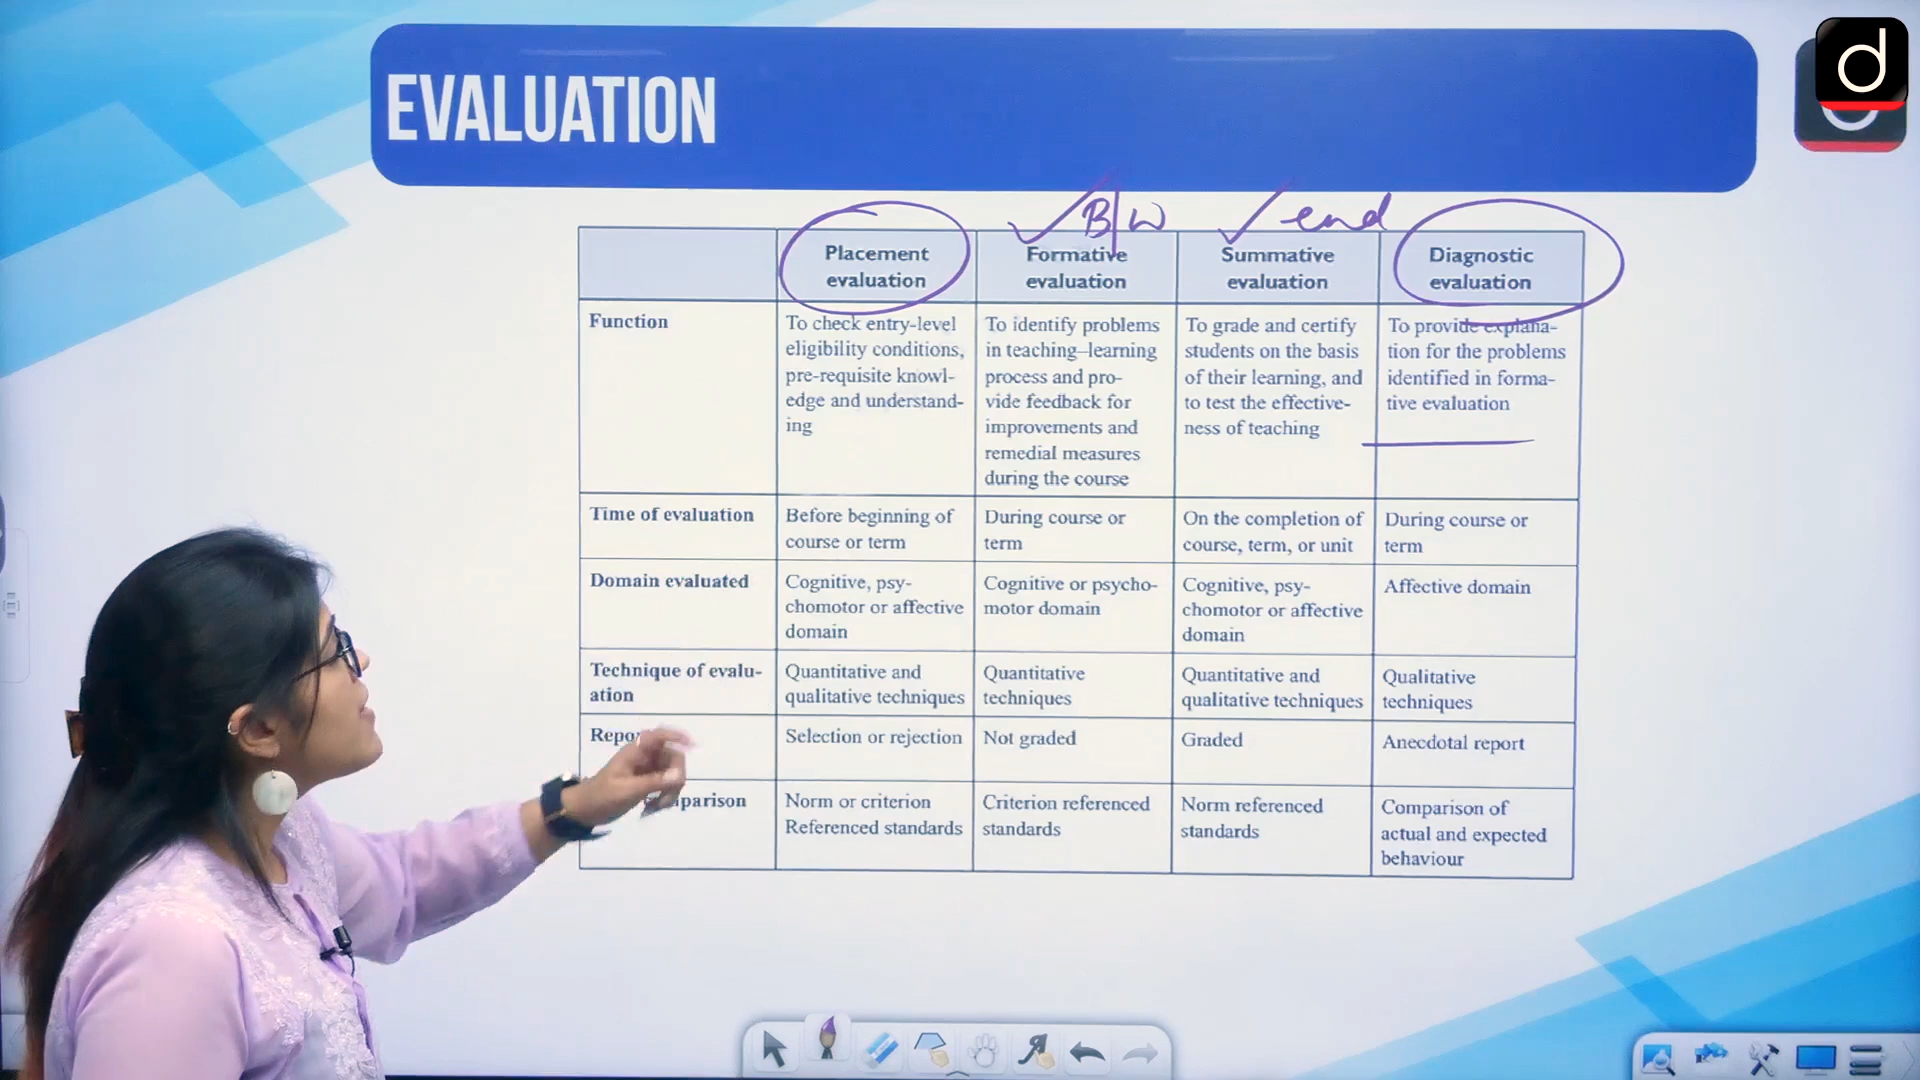 d
EVALUATION
B/W
end
Placement
evaluation
Formative
evaluation
Summative
evaluation
Diagnostic
evaluation
Function
To check entry-level
eligibility conditions,
pre-requisite knowl-
edge and understand-
ing
To identify problems
in teaching–learning
process and pro-
vide feedback for
improvements and
remedial measures
during the course
To grade and certify
students on the basis
of their learning, and
to test the effective-
ness of teaching
To provide explana-
tion for the problems
identified in forma-
tive evaluation
Time of evaluation
Before beginning of
course or term
During course or
term
On the completion of
course, term, or unit
During course or
term
Domain evaluated
Cognitive, psy-
chomotor or affective
domain
Cognitive or psycho-
motor domain
Cognitive, psy-
chomotor or affective
domain
Affective domain
Technique of evalu-
ation
Quantitative and
qualitative techniques
Quantitative
techniques
Quantitative and
qualitative techniques
Qualitative
techniques
Selection or rejection
Not graded
Graded
Anecdotal report
Norm or criterion
Referenced standards
Criterion referenced
standards
Norm referenced
standards
Comparison of
actual and expected
behaviour